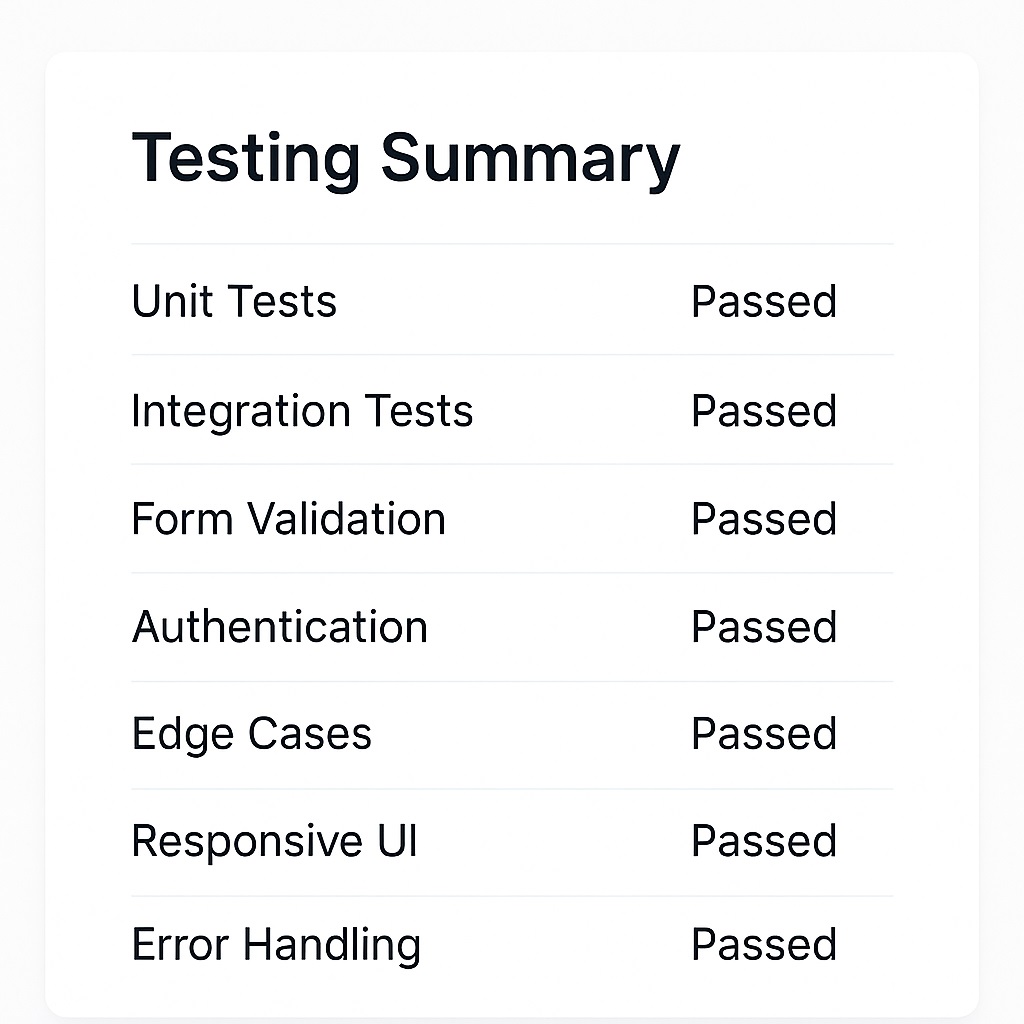 Testing Summary
Unit Tests Passed
Integration Tests Passed
Form Validation Passed
Authentication Passed
Edge Cases Passed
Responsive UI Passed
Error Handling Passed